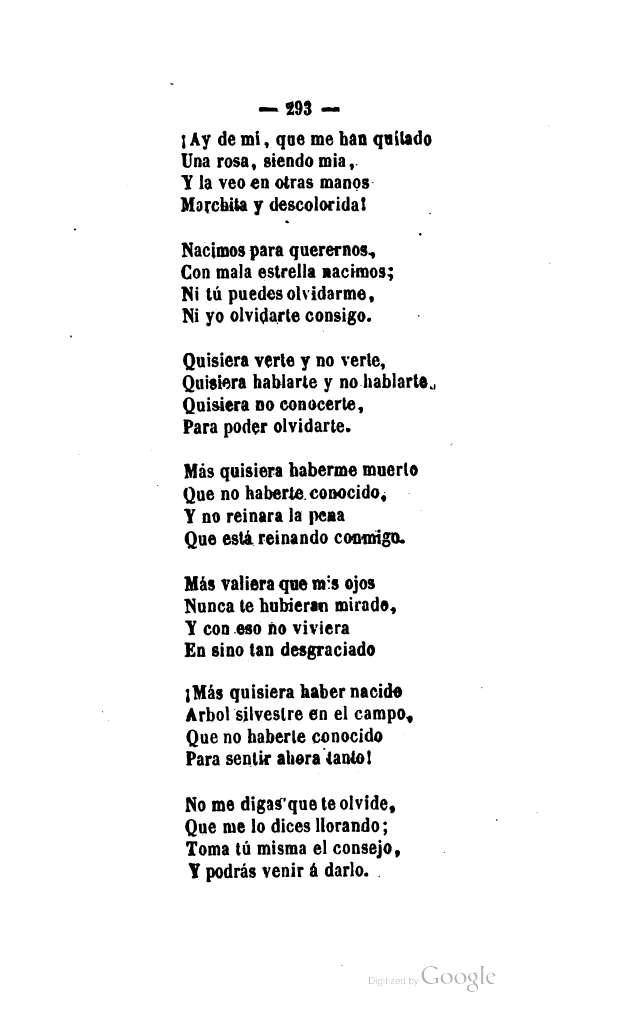 — 293 —
¡Ay de mi, que me han quitado
Una rosa, siendo mia,
Y la veo en otras manos
Marchita y descolorida!
Nacimos para querernos,
Con mala estrella nacimos;
Ni tú puedes olvidarme,
Ni yo olvidarte consigo.
Quisiera verte y no verte,
Quisiera hablarte y no hablarte,
Quisiera no conocerte,
Para poder olvidarte.
Más quisiera haberme muerto
Que no haberte conocido,
Y no reinara la pena
Que está reinando conmigo.
Más valiera que mis ojos
Nunca te hubieran mirado,
Y con eso no viviera
En sino tan desgraciado
¡Más quisiera haber nacido
Arbol silvestre en el campo,
Que no haberte conocido
Para sentir ahora tanto!
No me digas que te olvide,
Que me lo dices llorando;
Toma tú misma el consejo,
Y podrás venir á darlo.
Digitized by Google